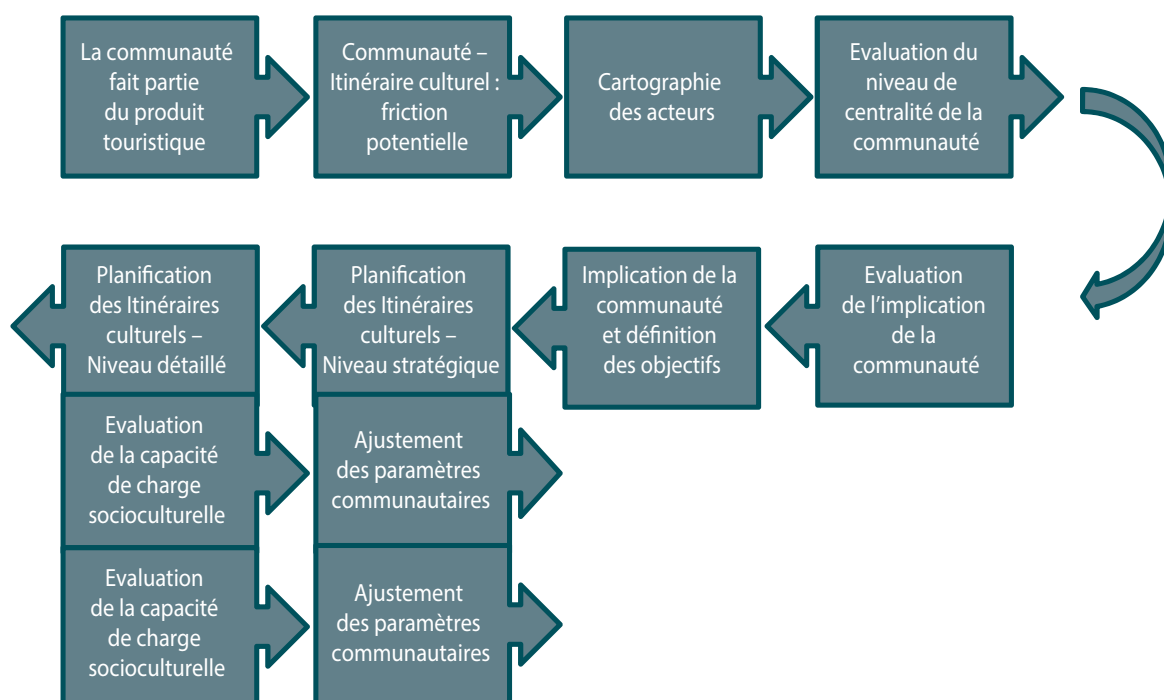 La communauté
fait partie
du produit
touristique
Communauté –
Itinéraire culturel :
friction
potentielle
Cartographie
des acteurs
Evaluation du
niveau de
centralité de la
communauté
Evaluation
de l’implication
de la
communauté
Implication de la
communauté
et définition
des objectifs
Planification
des Itinéraires
culturels –
Niveau stratégique
Planification
des Itinéraires
culturels –
Niveau détaillé
Evaluation
de la capacité
de charge
socioculturelle
Ajustement
des paramètres
communautaires
Evaluation
de la capacité
de charge
socioculturelle
Ajustement
des paramètres
communautaires